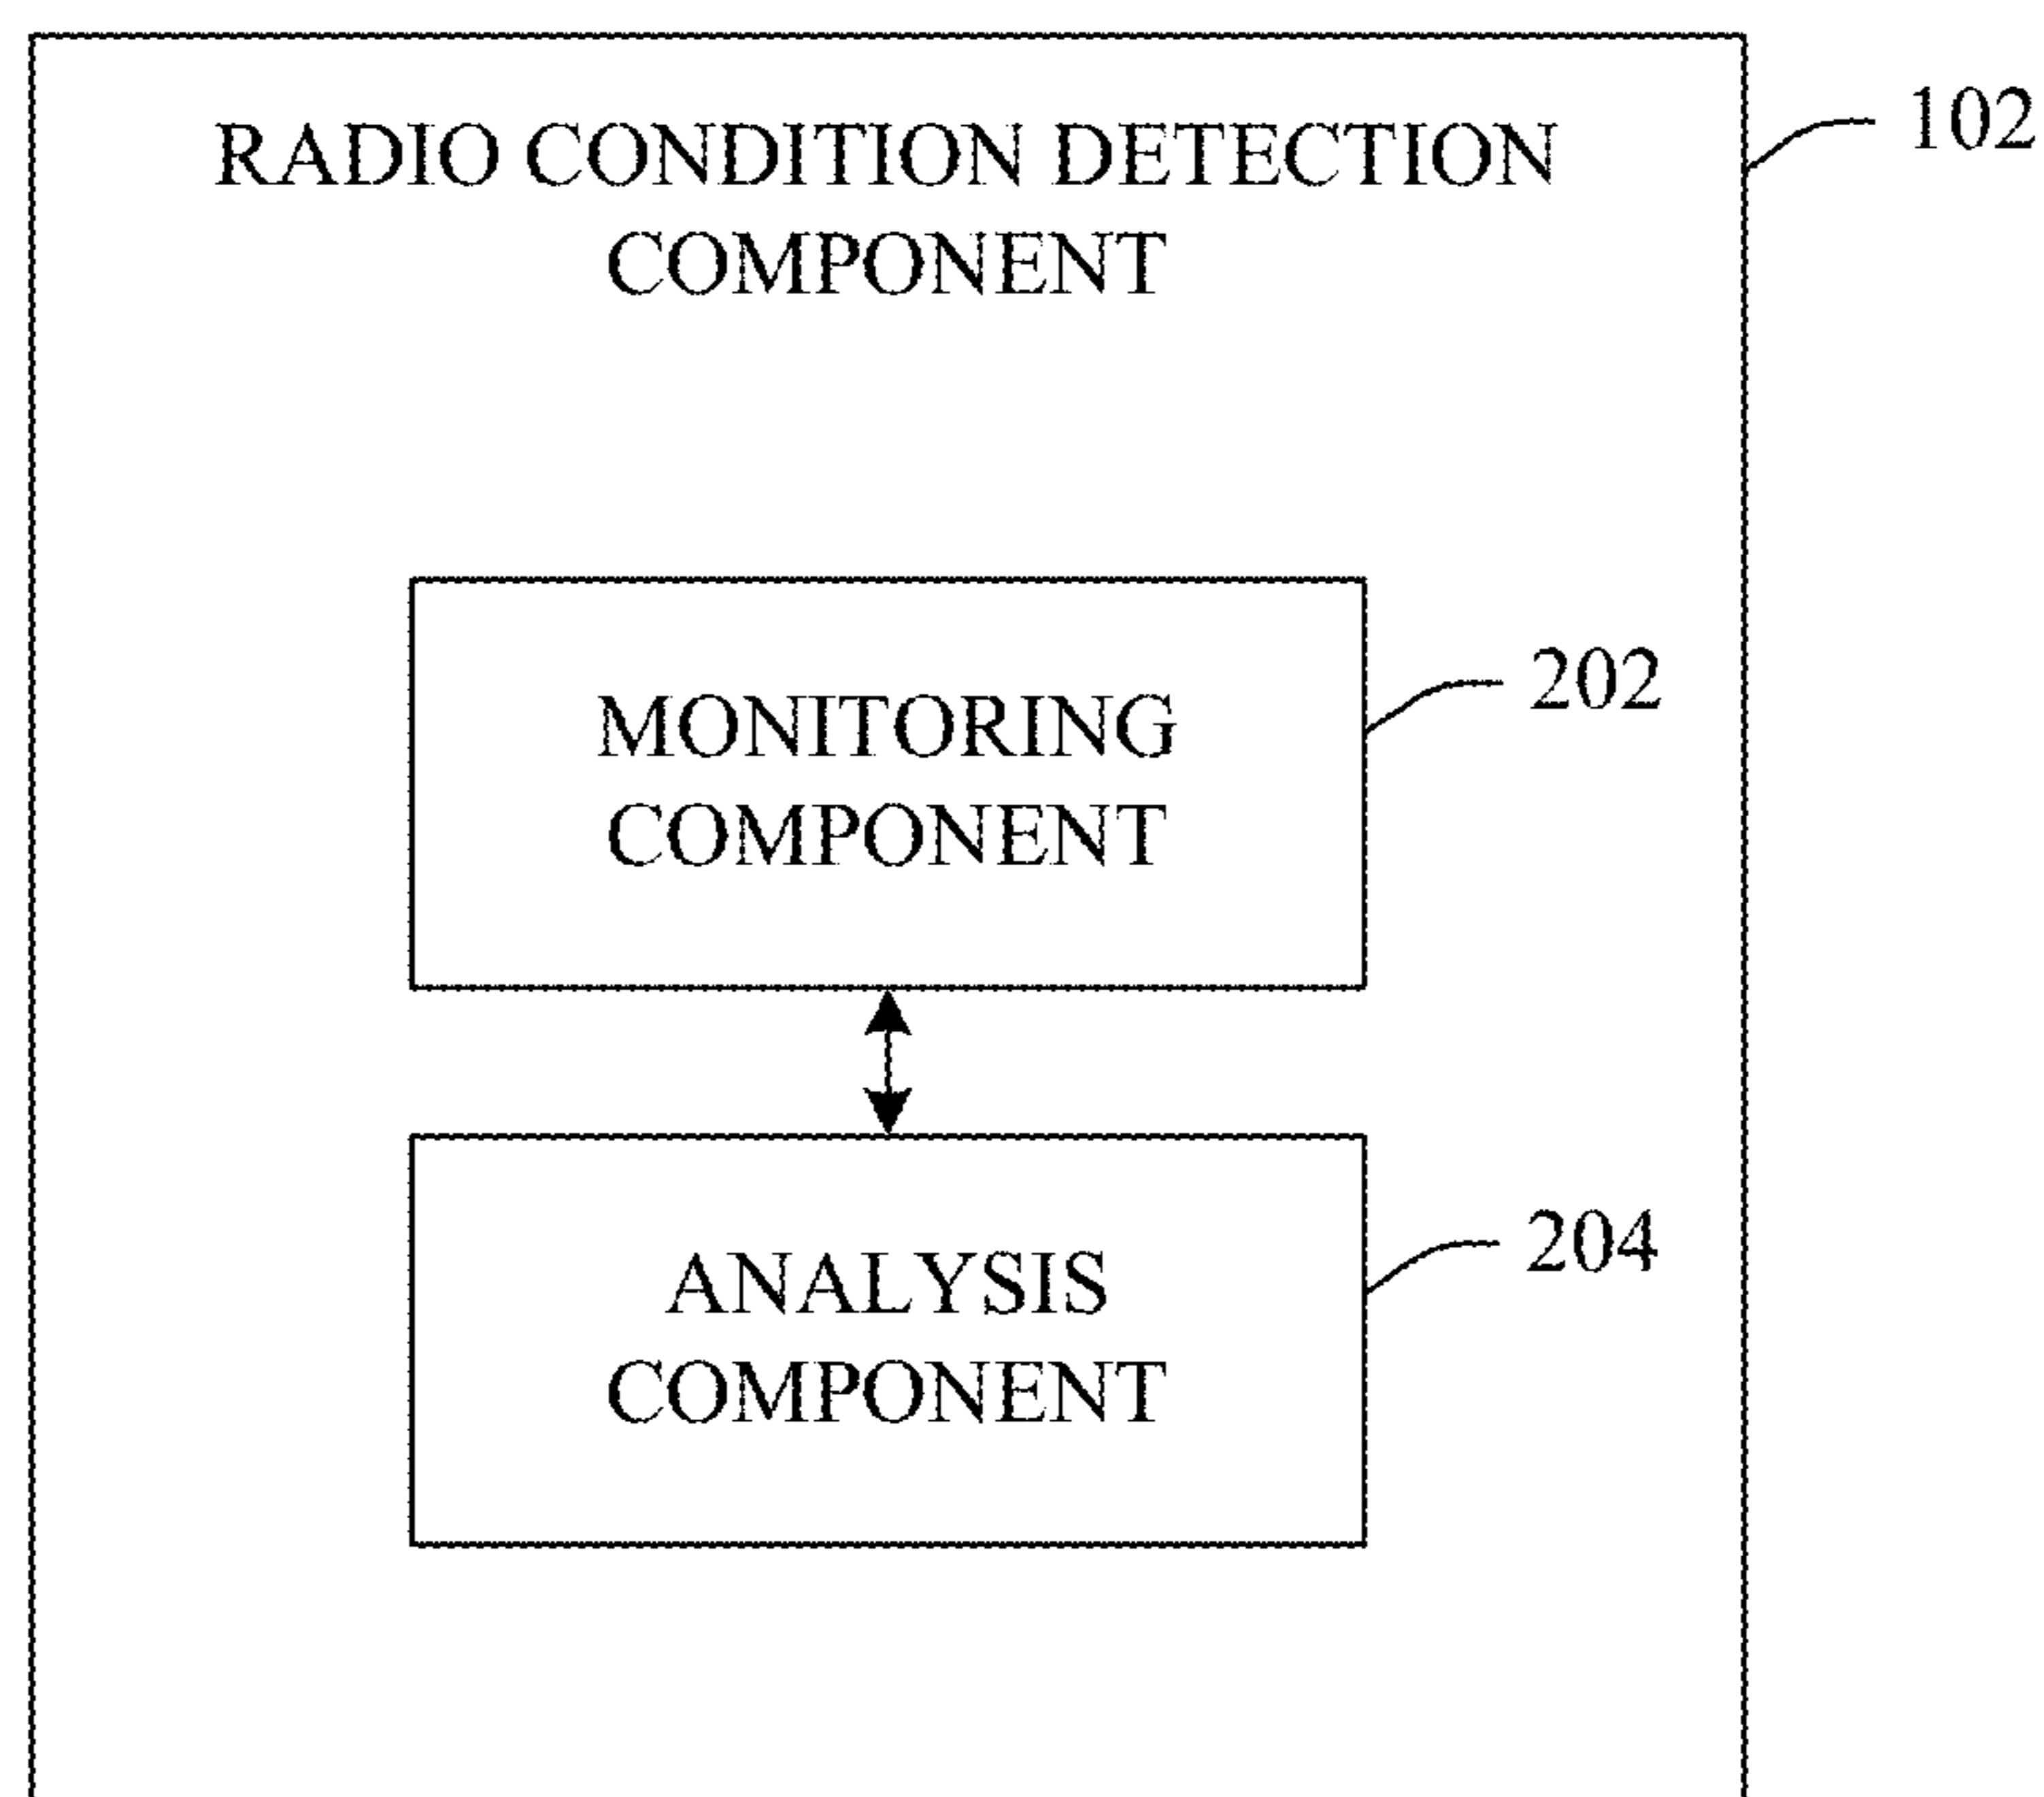 RADIO CONDITION DETECTION
COMPONENT
102
MONITORING
COMPONENT
202
ANALYSIS
COMPONENT
204